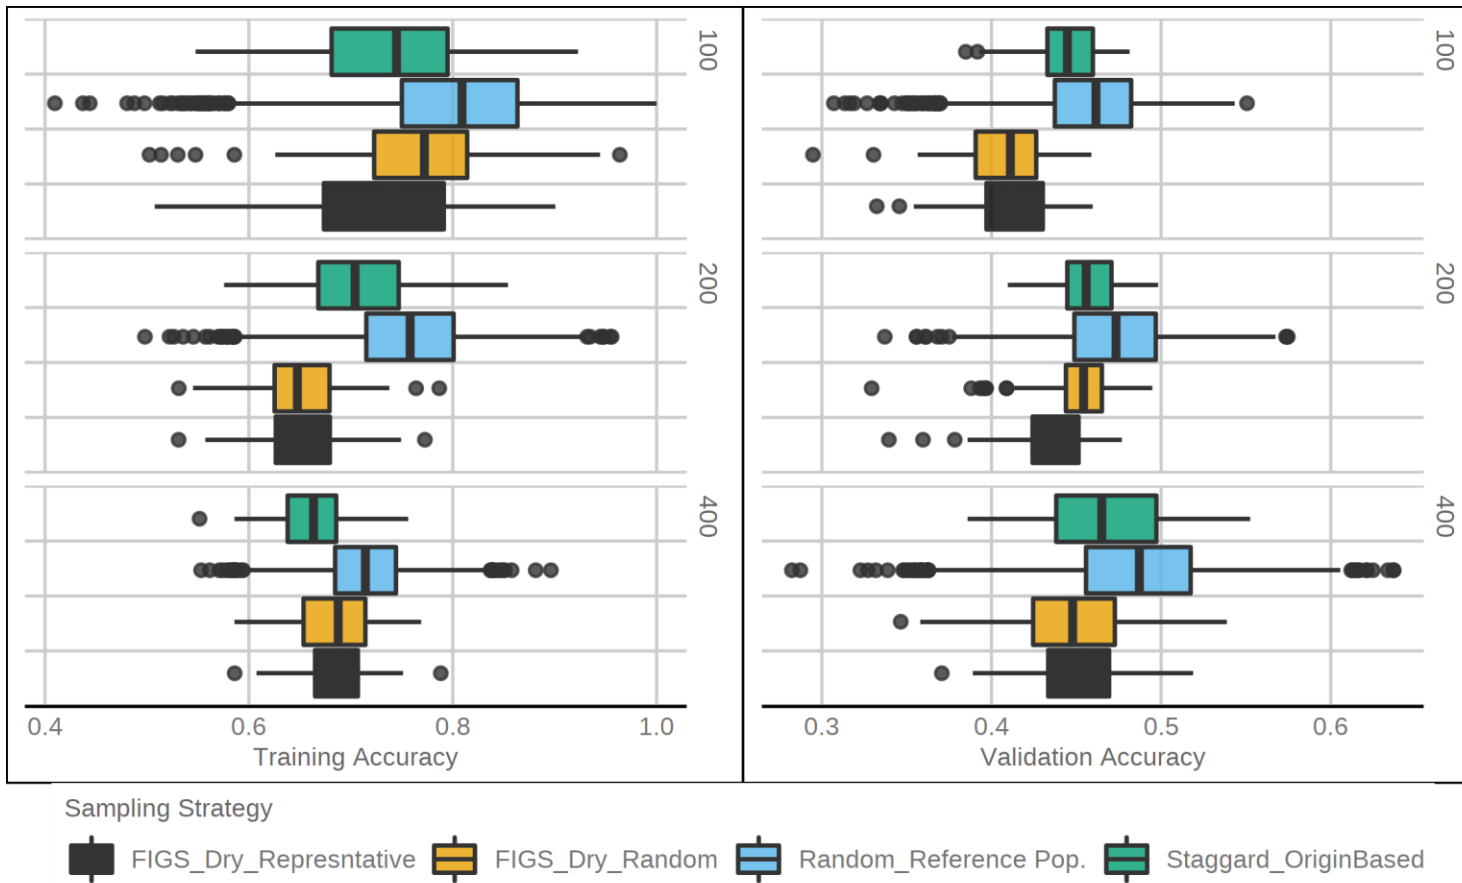 100
100
200
200
400
400
0.4 0.6 0.8 1.0
0.3 0.4 0.5 0.6
Training Accuracy
Validation Accuracy
Sampling Strategy
FIGS_Dry_Represntative FIGS_Dry_Random Random_Reference Pop. Staggard_OriginBased